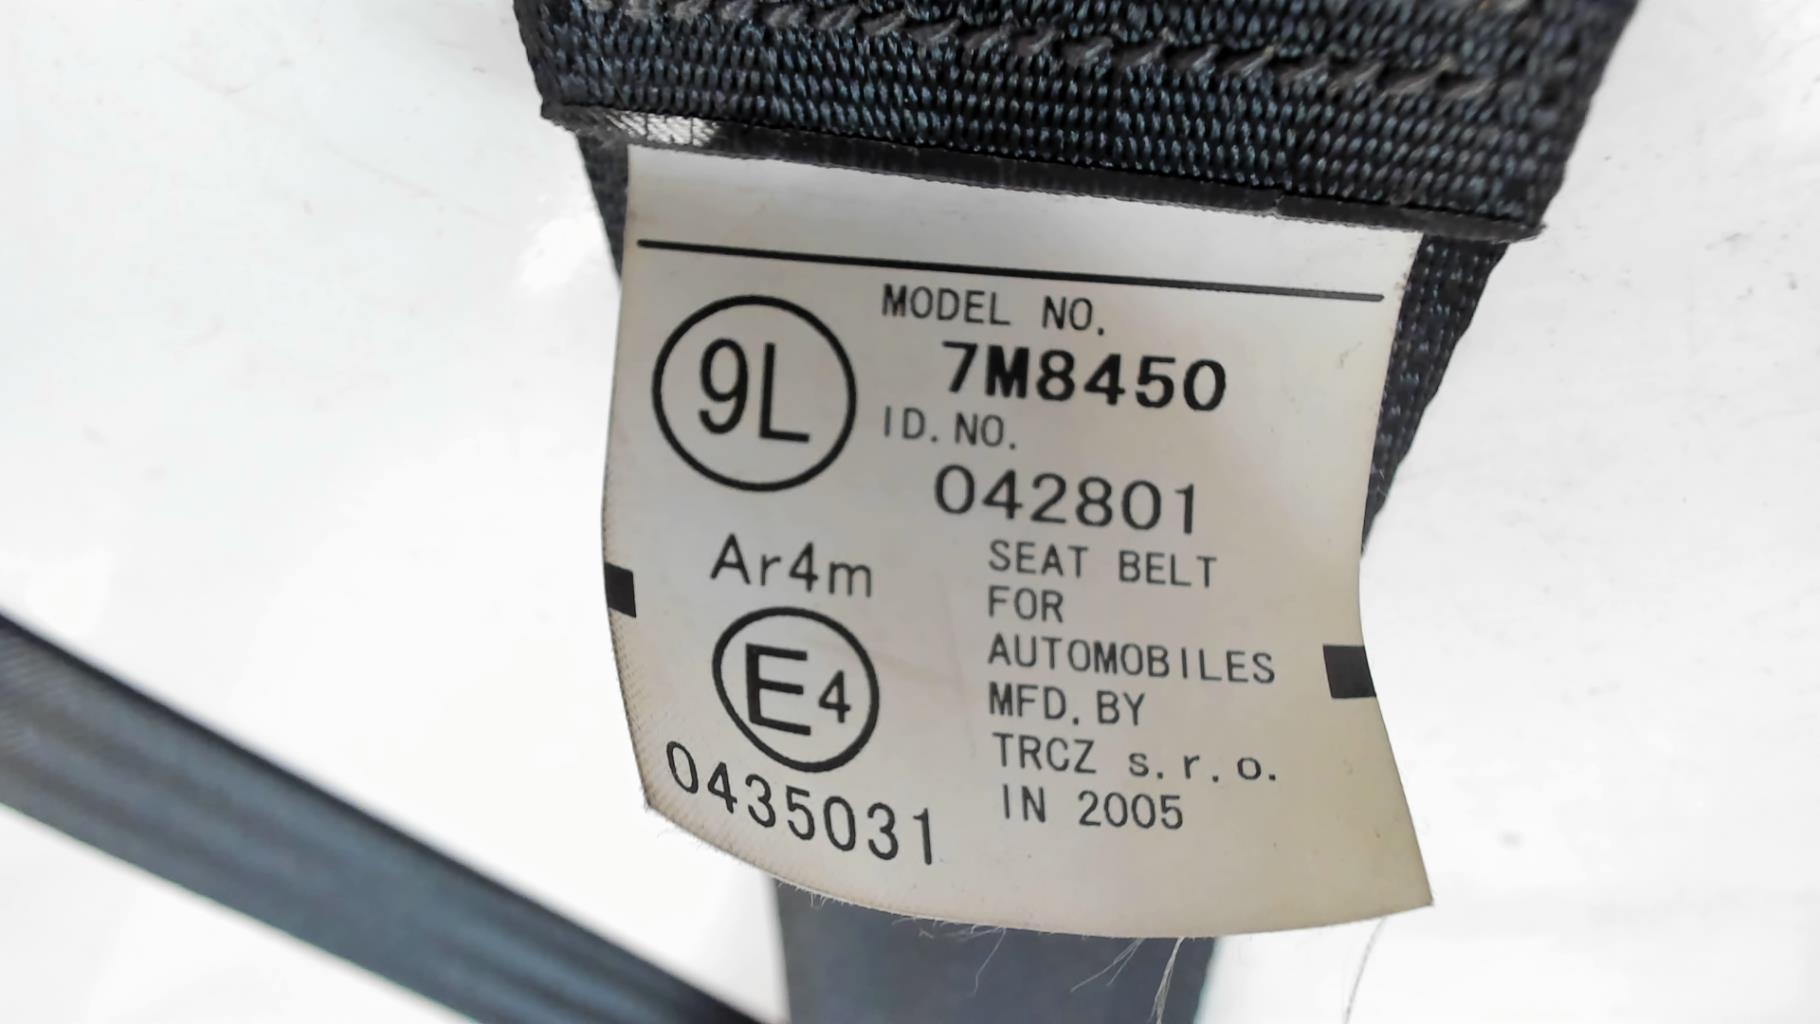 MODEL NO.
7M8450
9L
ID.NO.
042801
Ar4m
SEAT BELT
FOR
AUTOMOBILES
MFD.BY
TRCZ s.r.o.
IN 2005
E4
0435031